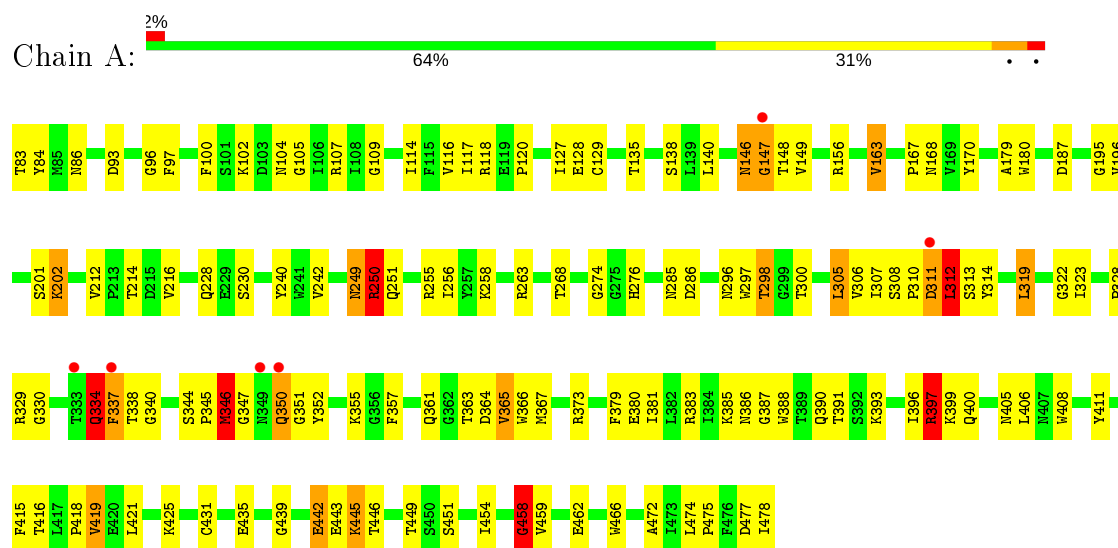 2%
Chain A:
64% 31% • •
T83 Y84 M85 N86 D93 G96 F97 F100 S101 K102 D103 N104 G105 I106 R107 I108 G109 I114 F115 V116 I117 R118 E119 P120 I127 E128 C129 T135 S138 L139 L140 N146 G147 T148 V149 R156 V163 P167 N168 V169 Y170 A179 W180 D187 G195
S201 K202 V212 P213 T214 D215 V216 Q228 E229 S230 Y240 W241 V242 N249 R250 Q251 R255 I256 Y257 K258 R263 T268 G274 G275 H276 N285 D286 N296 W297 T298 G299 T300 L305 V306 I307 S308 P310 D311 L312 S313 Y314 L319 G322 I323 P328
R329 G330 T333 Q334 F337 T338 G340 S344 P345 M346 G347 N349 Q350 G351 Y352 K355 G356 F357 Q361 G362 T363 D364 V365 W366 M367 R373 F379 E380 I381 L382 R383 I384 K385 N386 G387 W388 T389 Q390 T391 S392 K393 I396 R397 K399 Q400 N405 L406 N407 W408 Y411
F415 T416 L417 P418 V419 E420 L421 K425 C431 E435 G439 E442 E443 K445 T446 T449 S450 S451 I454 G458 V459 E462 W466 A472 I473 L474 P475 F476 D477 I478